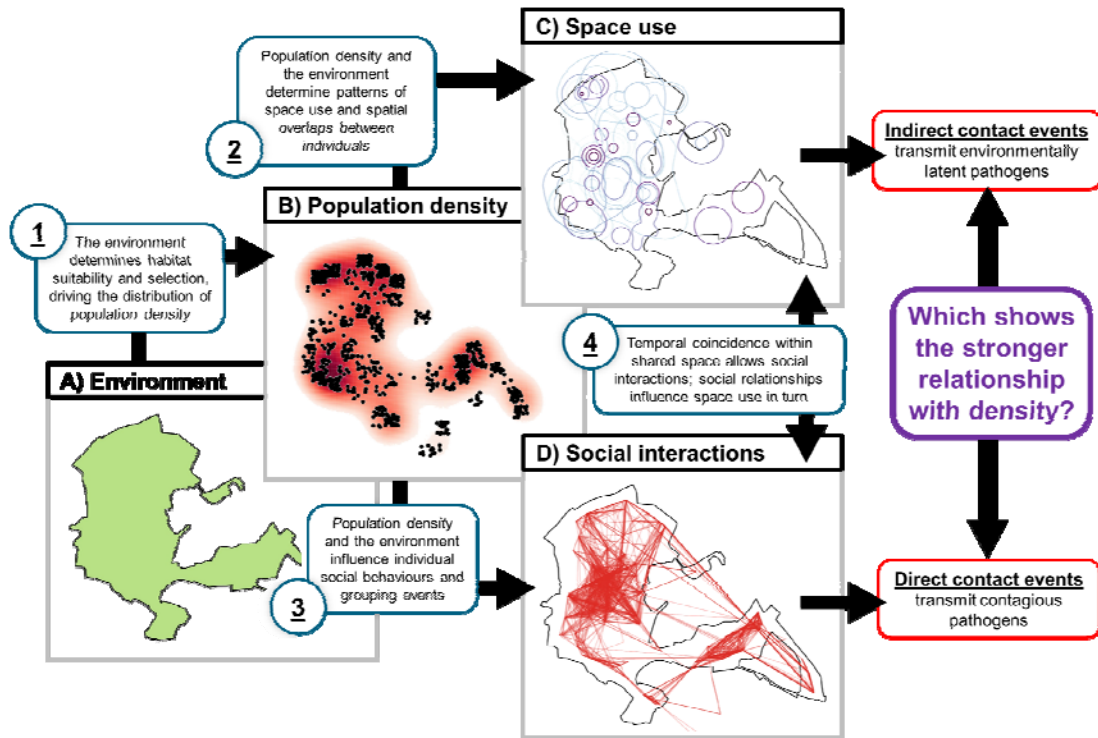 C) Space use
Population density and
the environment
determine patterns of
space use and spatial
overlaps between
individuals
2
Indirect contact events
transmit environmentally
latent pathogens
B) Population density
1
The environment
determines habitat
suitability and selection,
driving the distribution of
population density
A) Environment
4
Temporal coincidence within
shared space allows social
interactions; social relationships
influence space use in turn
Which shows
the stronger
relationship
with density?
D) Social interactions
Population density
and the environment
influence individual
social behaviours and
grouping events
3
Direct contact events
transmit contagious
pathogens